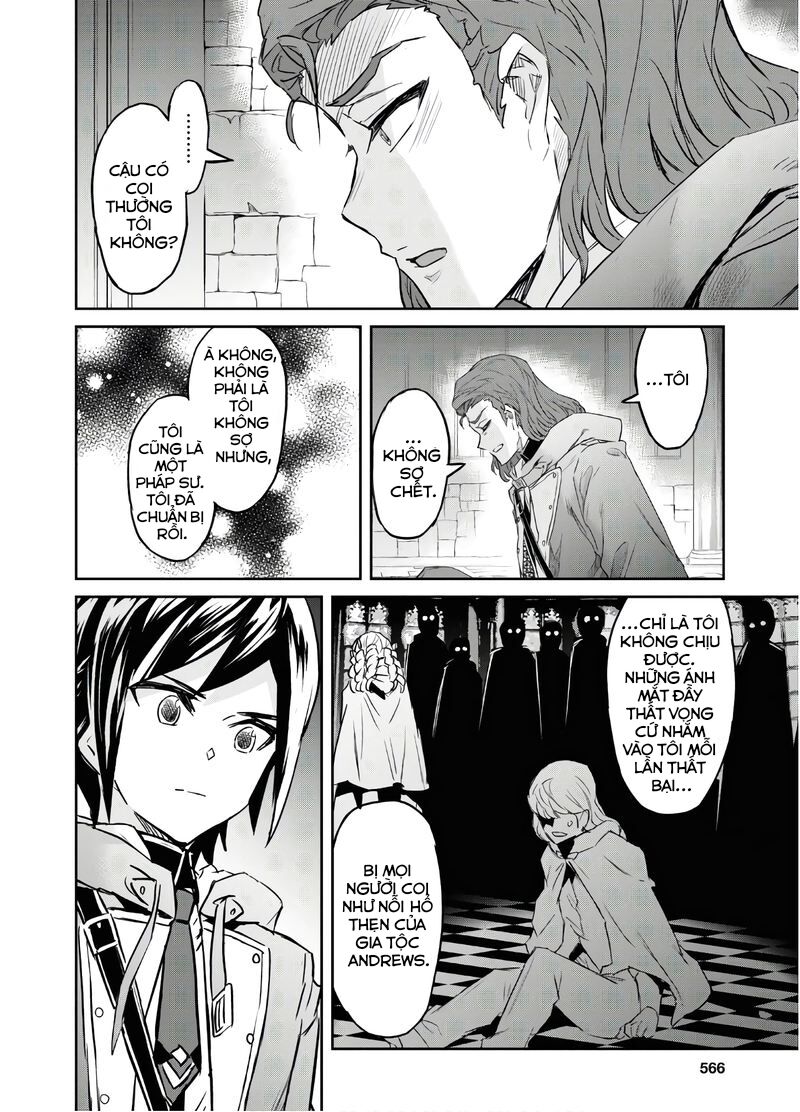 ………
CẬU CÓ
COI
THƯỜNG
TÔI
KHÔNG?
…TÔI
…
KHÔNG
SỢ
CHẾT.
À KHÔNG,
KHÔNG
PHẢI LÀ
TÔI
KHÔNG
SỢ
NHƯNG,
TÔI
CŨNG LÀ
MỘT
PHÁP SƯ.
TÔI ĐÃ
CHUẨN BỊ
RỒI.
…CHỈ LÀ TÔI
KHÔNG CHỊU
ĐƯỢC.
NHỮNG ÁNH
MẮT ĐẦY
THẤT VỌNG
CỨ NHẮM
VÀO TÔI MỖI
LẦN THẤT
BẠI…
BỊ MỌI
NGƯỜI COI
NHƯ NỖI HỔ
THẸN CỦA
GIA TỘC
ANDREWS.
566